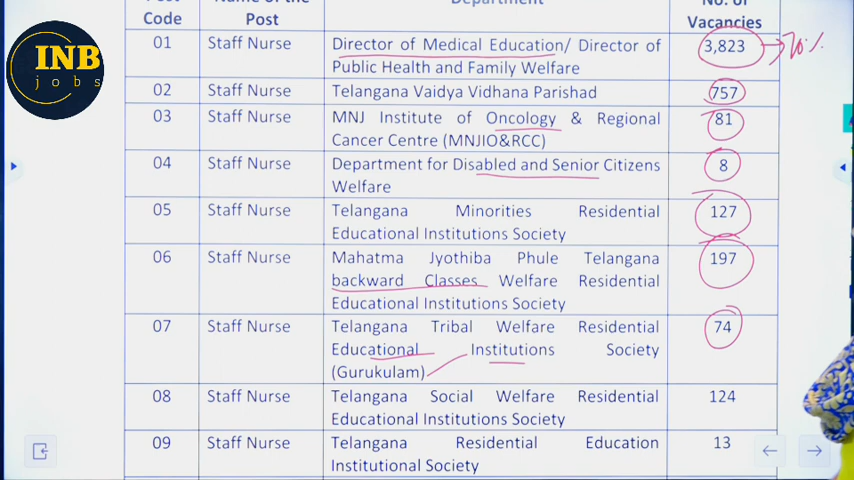 Name of the
Department
No. of
Code
Post
Vacancies
INB
jobs
01 Staff Nurse Director of Medical Education/ Director of 3,823 70%
Public Health and Family Welfare
02 Staff Nurse Telangana Vaidya Vidhana Parishad 757
03 Staff Nurse MNJ Institute of Oncology & Regional 81
Cancer Centre (MNJIO&RCC)
04 Staff Nurse Department for Disabled and Senior Citizens 8
Welfare
05 Staff Nurse Telangana Minorities Residential 127
Educational Institutions Society
06 Staff Nurse Mahatma Jyothiba Phule Telangana 197
backward Classes Welfare Residential
Educational Institutions Society
07 Staff Nurse Telangana Tribal Welfare Residential 74
Educational Institutions Society
(Gurukulam)
08 Staff Nurse Telangana Social Welfare Residential 124
Educational Institutions Society
09 Staff Nurse Telangana Residential Education 13
Institutional Society